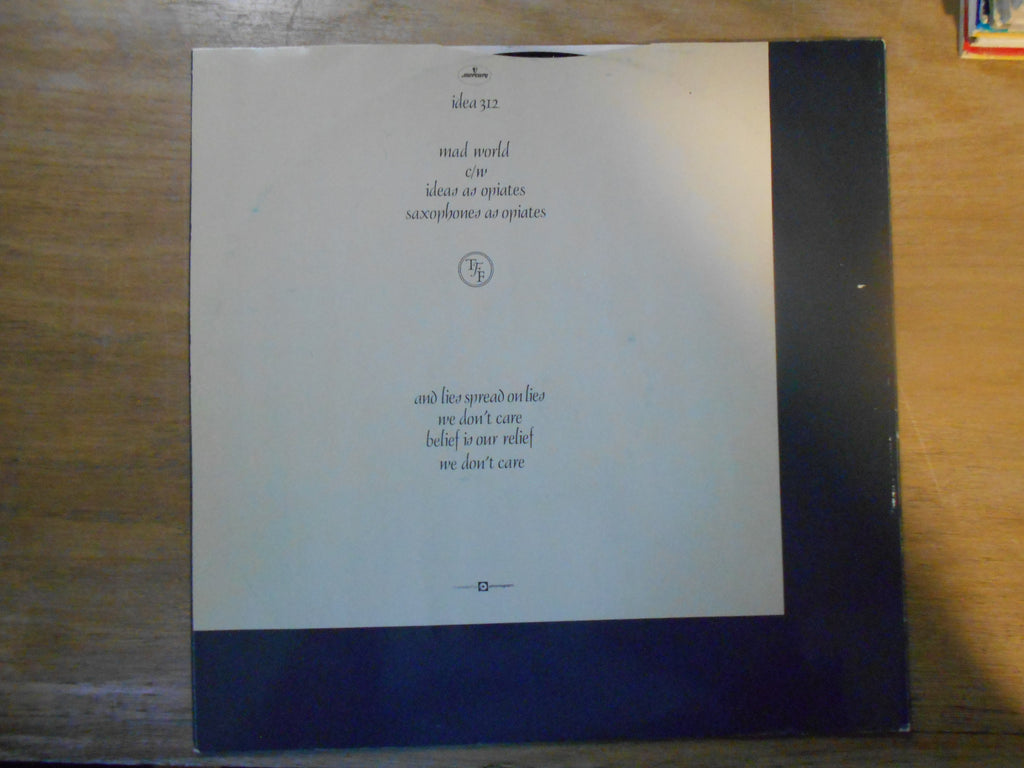 mercury
idea 312
mad world
c/w
ideas as opiates
saxophones as opiates
TFF
and lies spread on lies
we don't care
belief is our relief
we don't care